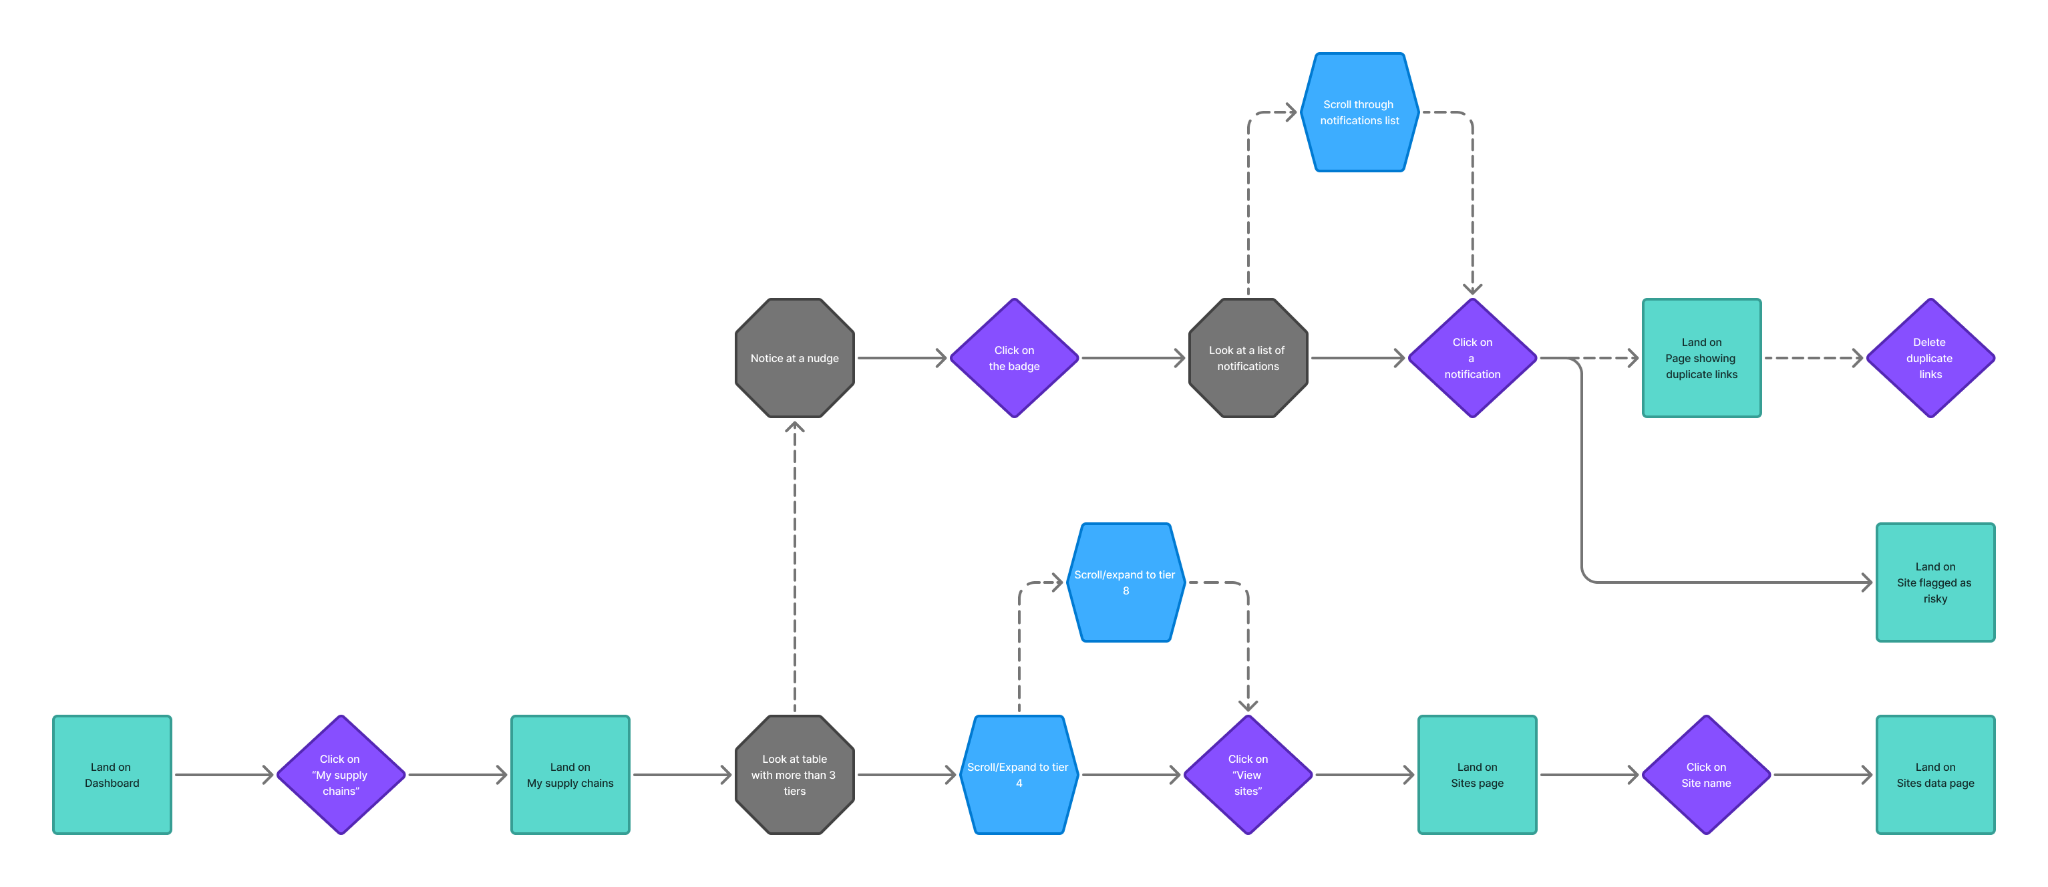 Scroll through
notifications list
Notice at a nudge
Click on
the badge
Look at a list of
notifications
Click on
a
notification
Land on
Page showing
duplicate links
Delete
duplicate
links
Scroll/expand to tier
8
Land on
Site flagged as
risky
Land on
Dashboard
Click on
“My supply
chains”
Land on
My supply chains
Look at table
with more than 3
tiers
Scroll/Expand to tier
4
Click on
“View
sites”
Land on
Sites page
Click on
Site name
Land on
Sites data page